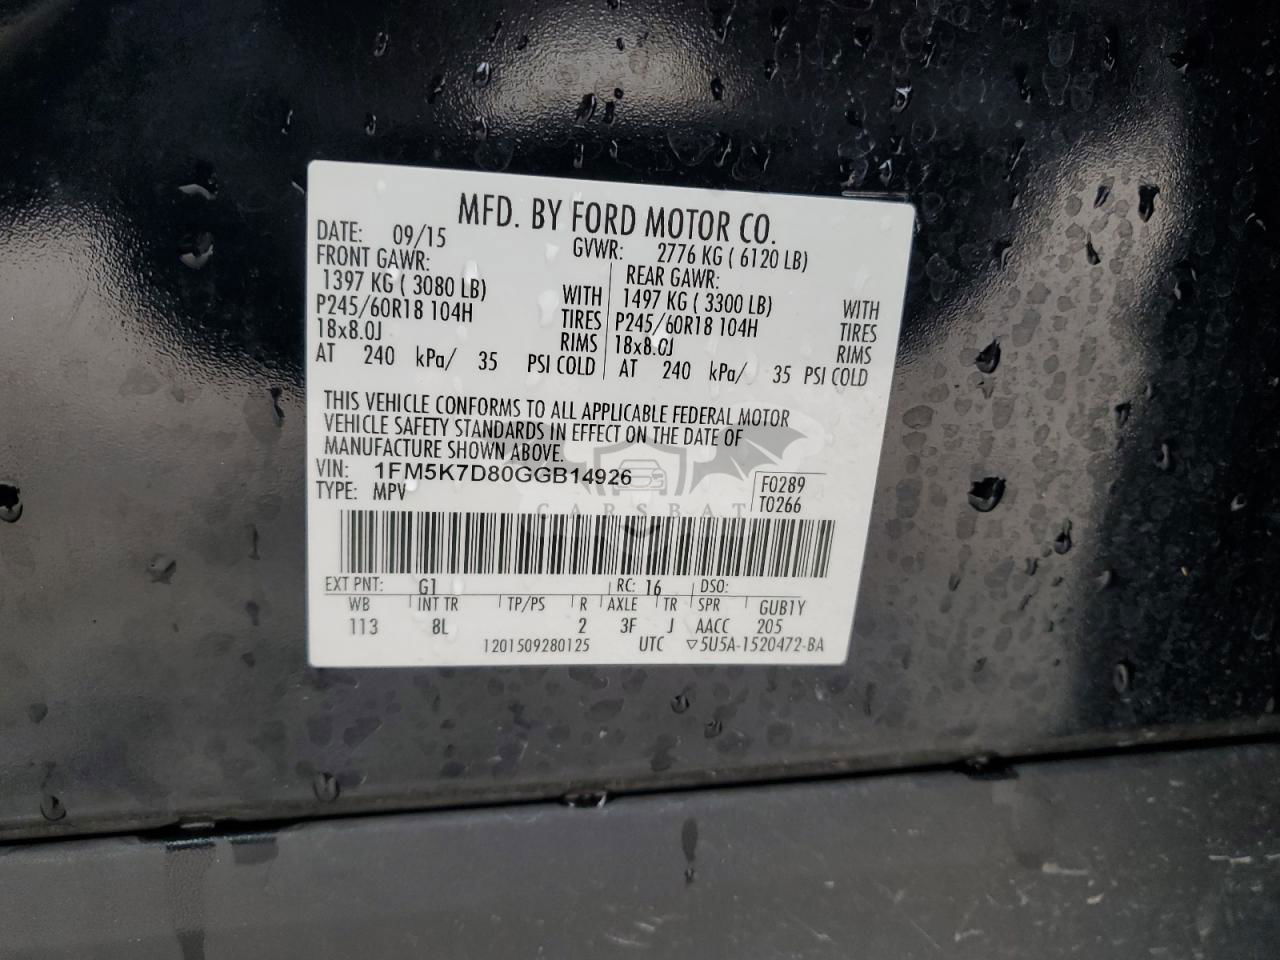 MFD. BY FORD MOTOR CO.
DATE: 09/15 GVWR: 2776 KG ( 6120 LB)
FRONT GAWR: REAR GAWR:
1397 KG ( 3080 LB) WITH 1497 KG ( 3300 LB) WITH
P245/60R18 104H TIRES P245/60R18 104H TIRES
18x8.0J RIMS 18x8.0J RIMS
AT 240 kPa/ 35 PSI COLD AT 240 kPa/ 35 PSI COLD
THIS VEHICLE CONFORMS TO ALL APPLICABLE FEDERAL MOTOR
VEHICLE SAFETY STANDARDS IN EFFECT ON THE DATE OF
MANUFACTURE SHOWN ABOVE.
VIN: 1FM5K7D80GGB14926
TYPE: MPV
F0289
T0266
CARSBAT
EXT PNT: G1 RC: 16 DSO:
WB INT TR TP/PS R AXLE TR SPR GUB1Y
113 8L 2 3F J AACC 205
1201509280125 UTC ▽5U5A-1520472-BA